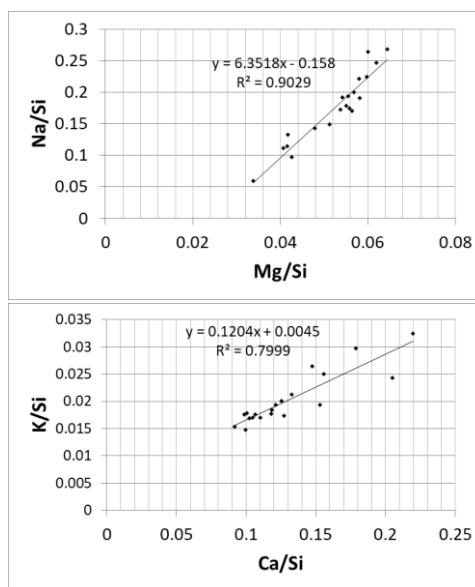 0.3
0.25
0.2
0.15
0.1
0.05
0
Na/Si
y = 6.3518x - 0.158
R² = 0.9029
0 0.02 0.04 0.06 0.08
Mg/Si
0.035
0.03
0.025
0.02
0.015
0.01
0.005
0
K/Si
y = 0.1204x + 0.0045
R² = 0.7999
0 0.05 0.1 0.15 0.2 0.25
Ca/Si